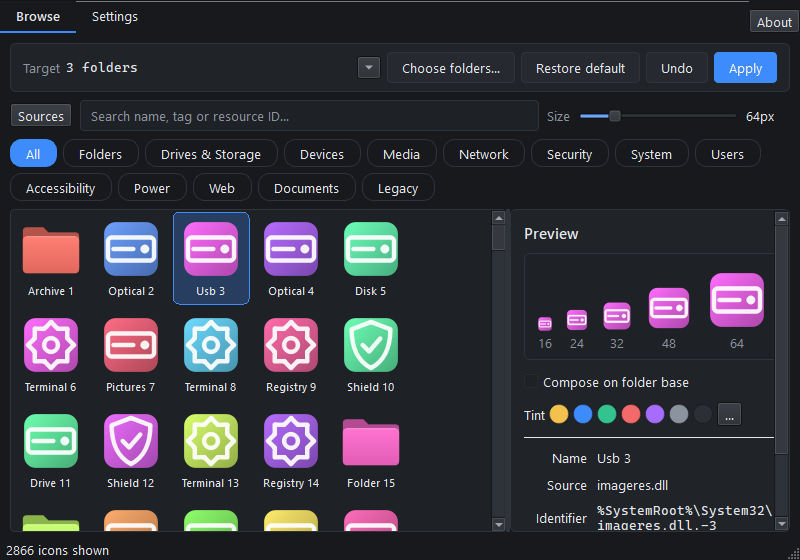 Browse Settings
About
Target 3 folders Choose folders... Restore default Undo Apply
Sources Search name, tag or resource ID... Size 64px
All Folders Drives & Storage Devices Media Network Security System Users
Accessibility Power Web Documents Legacy
Archive 1 Optical 2 Usb 3 Optical 4 Disk 5
Terminal 6 Pictures 7 Terminal 8 Registry 9 Shield 10
Drive 11 Shield 12 Terminal 13 Registry 14 Folder 15
Preview
16 24 32 48 64
Compose on folder base
Tint ...
Name Usb 3
Source imageres.dll
Identifier %SystemRoot%\System32\
imageres.dll,-3
2866 icons shown